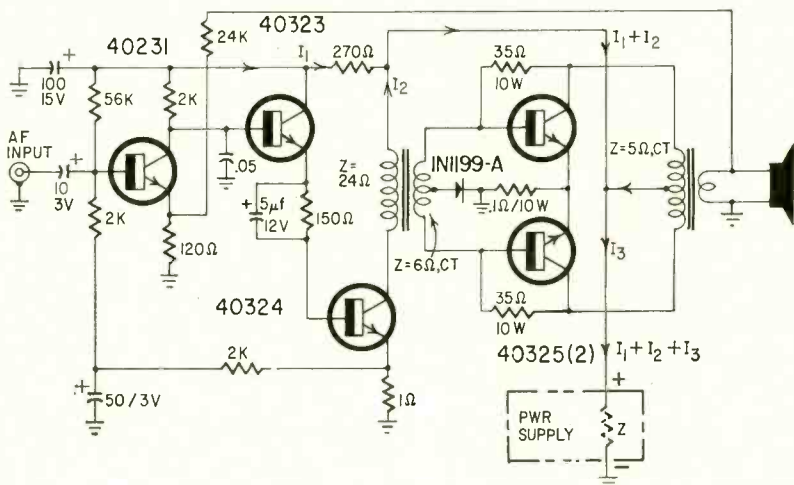 40231
40323
24K
I1
270Ω
I2
I1+I2
35Ω
10W
100
15V
56K
2K
AF
INPUT
10
3V
.05
Z=
24Ω
1N1199-A
1Ω/10W
Z=5Ω,CT
2K
120Ω
5µf
12V
150Ω
Z=6Ω,CT
I3
40324
35Ω
10W
40325(2)
I1+I2+I3
2K
50/3V
1Ω
PWR
SUPPLY
Z